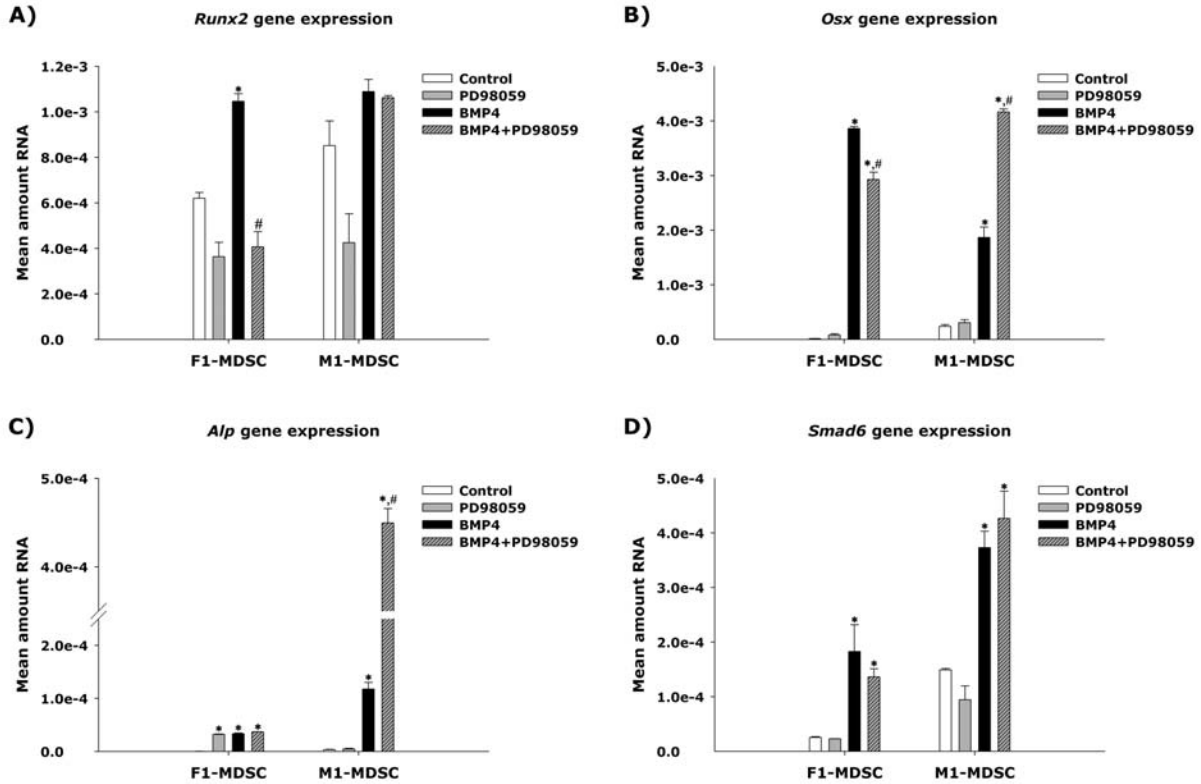 A)
Runx2 gene expression
Mean amount RNA
1.2e-3
1.0e-3
8.0e-4
6.0e-4
4.0e-4
2.0e-4
0.0
*
#
F1-MDSC
M1-MDSC
Control
PD98059
BMP4
BMP4+PD98059
B)
Osx gene expression
Mean amount RNA
5.0e-3
4.0e-3
3.0e-3
2.0e-3
1.0e-3
0.0
*
*,#
*
*,#
F1-MDSC
M1-MDSC
Control
PD98059
BMP4
BMP4+PD98059
C)
Alp gene expression
Mean amount RNA
5.0e-4
4.0e-4
2.0e-4
1.0e-4
0.0
* * *
*
*,#
F1-MDSC
M1-MDSC
Control
PD98059
BMP4
BMP4+PD98059
D)
Smad6 gene expression
Mean amount RNA
5.0e-4
4.0e-4
3.0e-4
2.0e-4
1.0e-4
0.0
*
*
*
*
F1-MDSC
M1-MDSC
Control
PD98059
BMP4
BMP4+PD98059